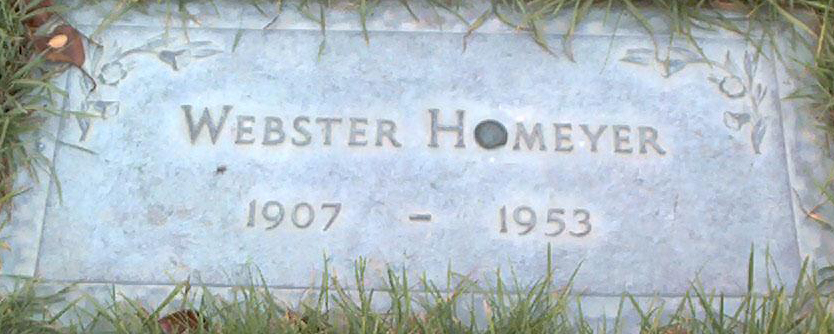 WEBSTER HOMEYER
1907 - 1953